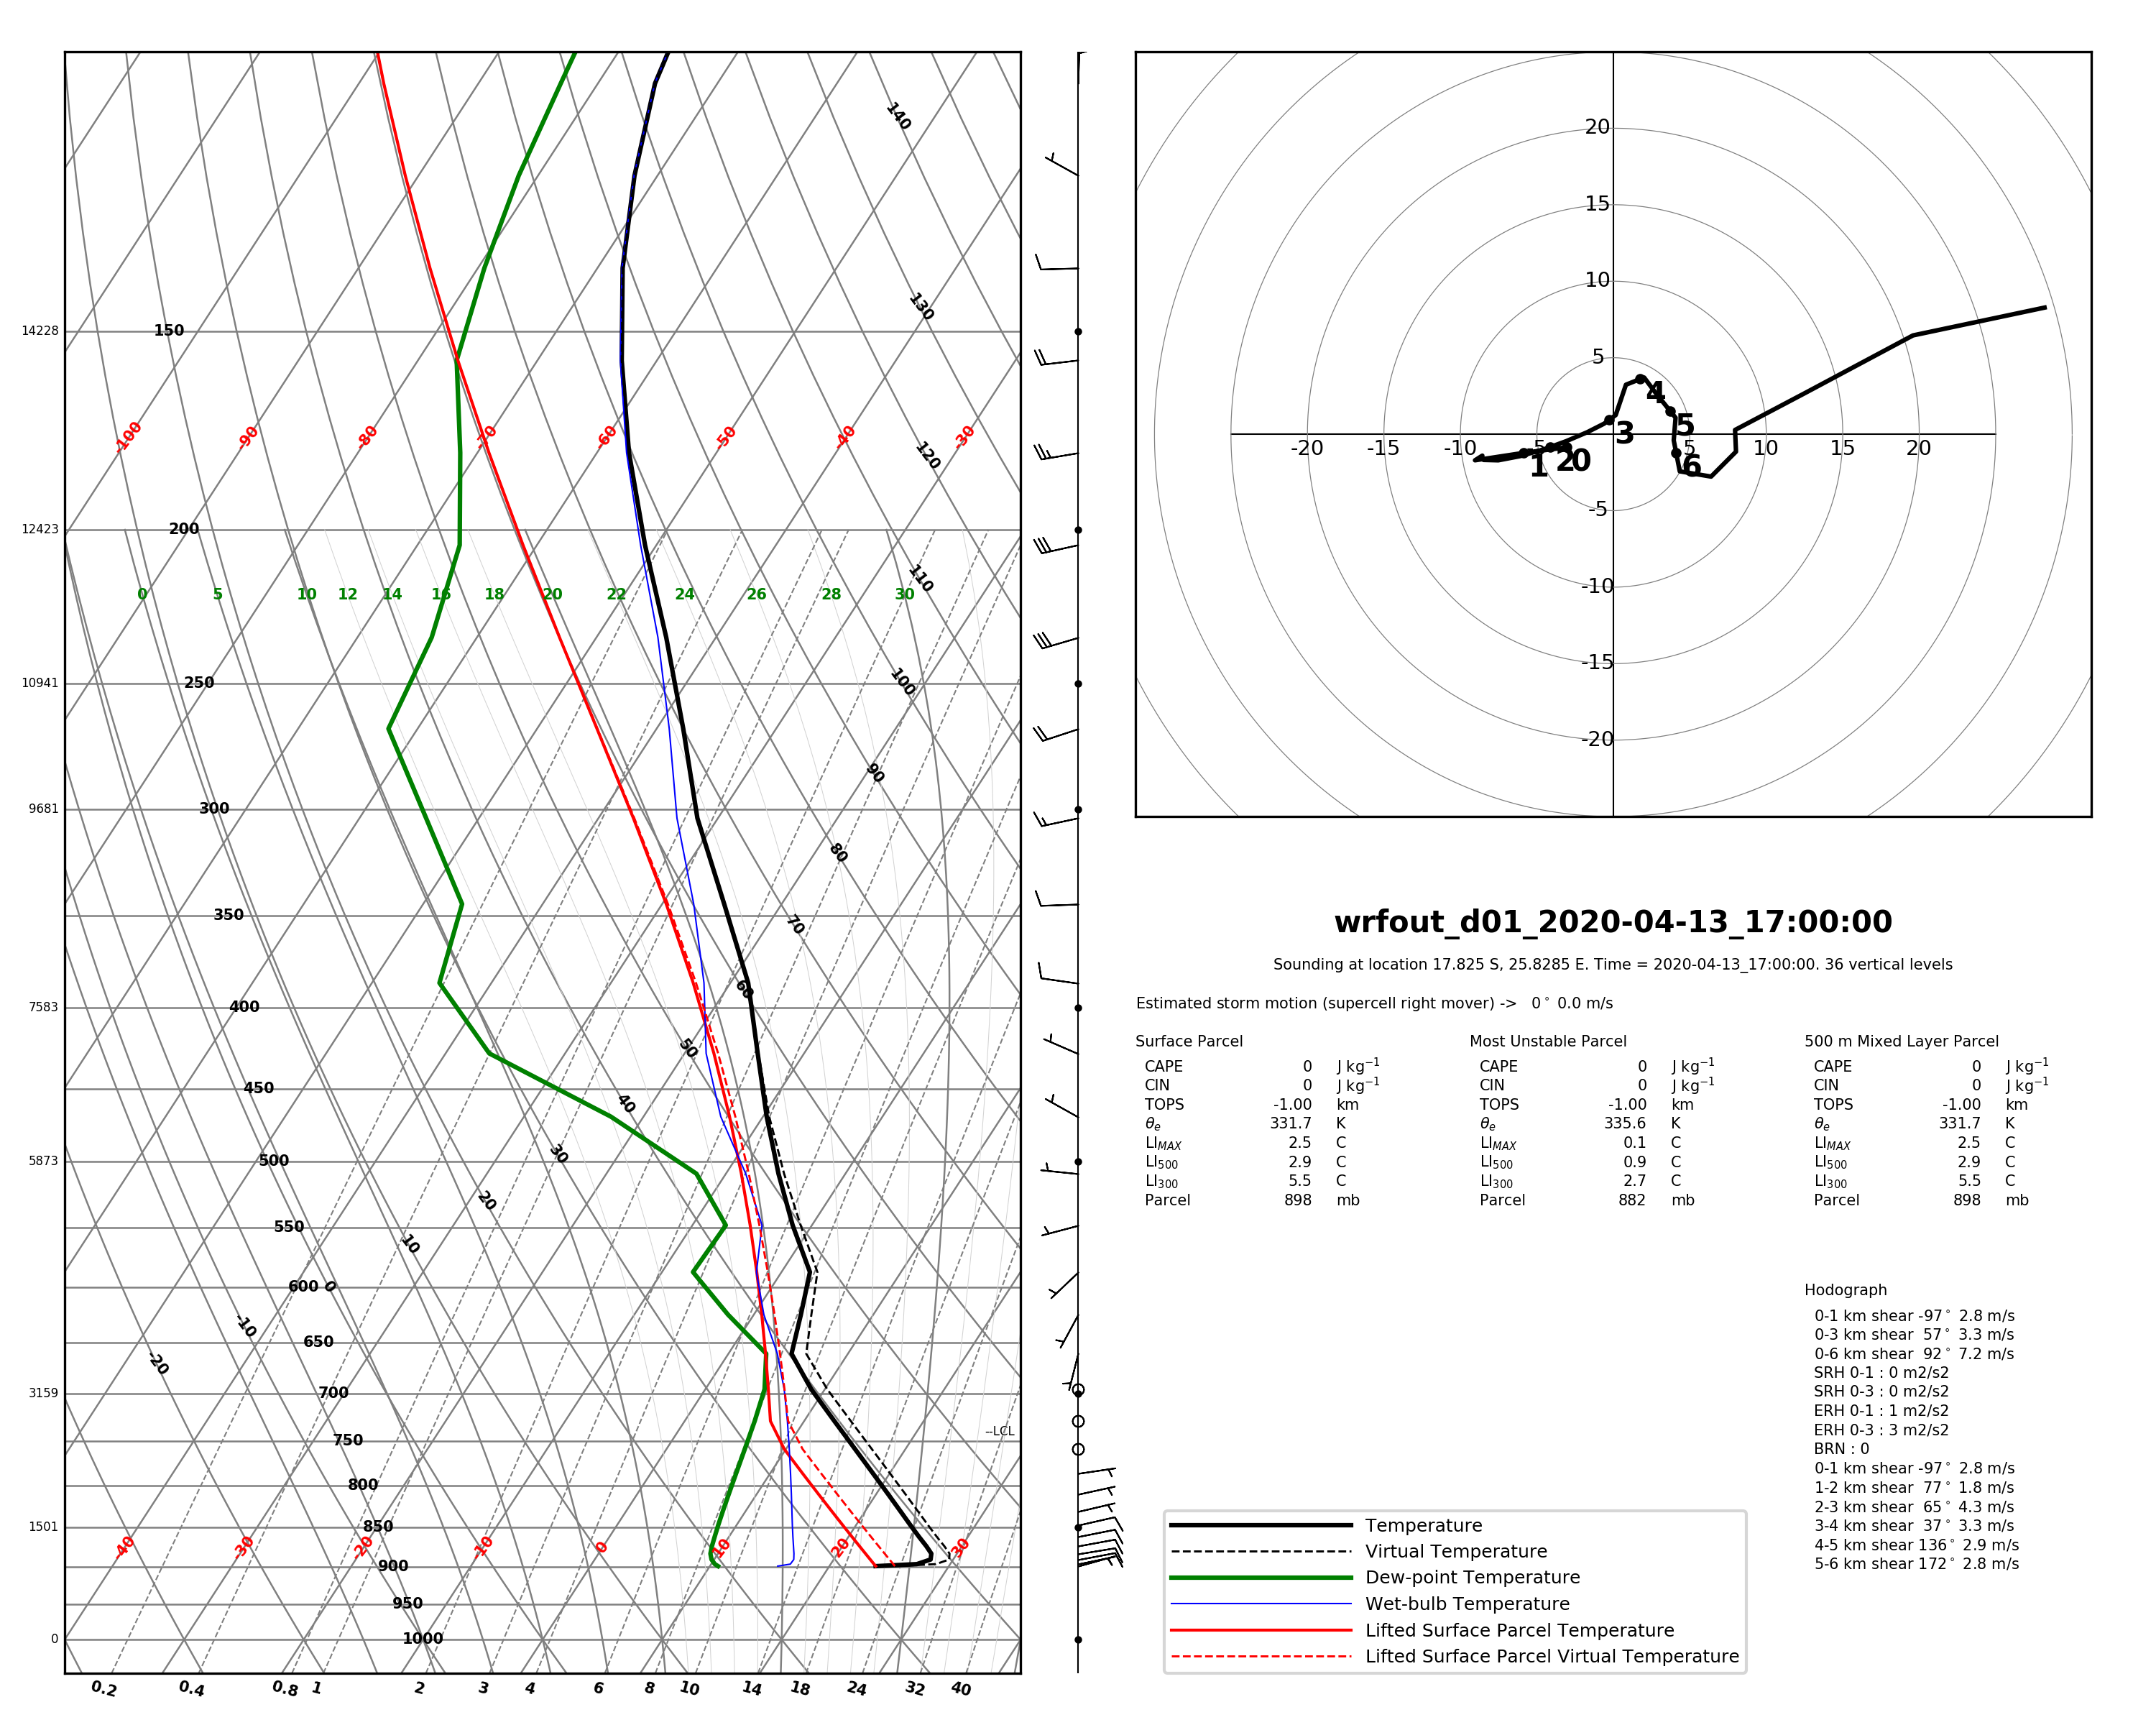 140
130
14228 150
-100 -90 -80 -70 -60 -50 -40 -30
120
12423 200
110
0 5 10 12 14 16 18 20 22 24 26 28 30
10941 250
100
90
9681 300
80
350
70
60
7583 400
50
450
40
5873 500
30
20
550
10
600 0
-10
650
-20
3159 700
--LCL
750
800
1501 850
-40 -30 -20 -10 0 10 20 30
900
950
0 1000
0.2 0.4 0.8 1 2 3 4 6 8 10 14 18 24 32 40
20
15
10
5
-20 -15 -10 -5 5 10 15 20
-5
-10
-15
-20
0 1 2 3 4 5 6
wrfout_d01_2020-04-13_17:00:00
Sounding at location 17.825 S, 25.8285 E. Time = 2020-04-13_17:00:00. 36 vertical levels
Estimated storm motion (supercell right mover) -> 0° 0.0 m/s
Surface Parcel
CAPE 0 J kg⁻¹
CIN 0 J kg⁻¹
TOPS -1.00 km
θₑ 331.7 K
LI_MAX 2.5 C
LI₅₀₀ 2.9 C
LI₃₀₀ 5.5 C
Parcel 898 mb
Most Unstable Parcel
CAPE 0 J kg⁻¹
CIN 0 J kg⁻¹
TOPS -1.00 km
θₑ 335.6 K
LI_MAX 0.1 C
LI₅₀₀ 0.9 C
LI₃₀₀ 2.7 C
Parcel 882 mb
500 m Mixed Layer Parcel
CAPE 0 J kg⁻¹
CIN 0 J kg⁻¹
TOPS -1.00 km
θₑ 331.7 K
LI_MAX 2.5 C
LI₅₀₀ 2.9 C
LI₃₀₀ 5.5 C
Parcel 898 mb
Hodograph
0-1 km shear -97° 2.8 m/s
0-3 km shear 57° 3.3 m/s
0-6 km shear 92° 7.2 m/s
SRH 0-1 : 0 m2/s2
SRH 0-3 : 0 m2/s2
ERH 0-1 : 1 m2/s2
ERH 0-3 : 3 m2/s2
BRN : 0
0-1 km shear -97° 2.8 m/s
1-2 km shear 77° 1.8 m/s
2-3 km shear 65° 4.3 m/s
3-4 km shear 37° 3.3 m/s
4-5 km shear 136° 2.9 m/s
5-6 km shear 172° 2.8 m/s
Temperature
Virtual Temperature
Dew-point Temperature
Wet-bulb Temperature
Lifted Surface Parcel Temperature
Lifted Surface Parcel Virtual Temperature